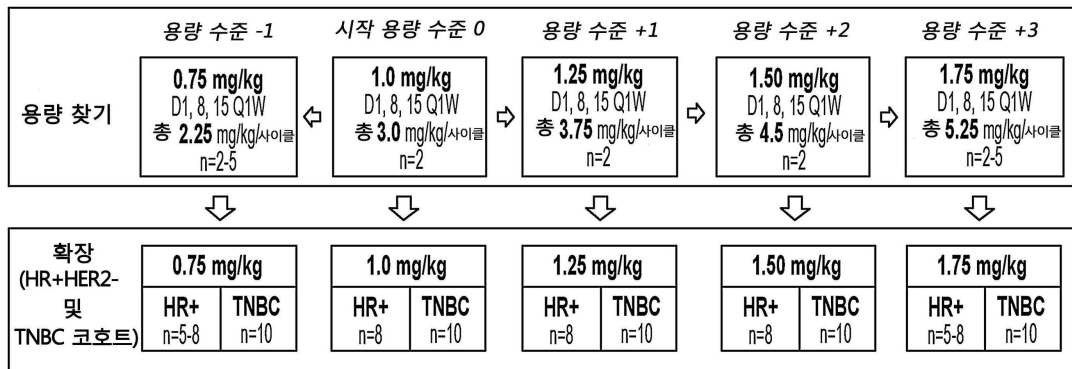 용량 수준 -1
시작 용량 수준 0
용량 수준 +1
용량 수준 +2
용량 수준 +3
용량 찾기
0.75 mg/kg
D1, 8, 15 Q1W
총 2.25 mg/kg/사이클
n=2-5
1.0 mg/kg
D1, 8, 15 Q1W
총 3.0 mg/kg/사이클
n=2
1.25 mg/kg
D1, 8, 15 Q1W
총 3.75 mg/kg/사이클
n=2
1.50 mg/kg
D1, 8, 15 Q1W
총 4.5 mg/kg/사이클
n=2
1.75 mg/kg
D1, 8, 15 Q1W
총 5.25 mg/kg/사이클
n=2-5
확장
(HR+HER2-
및
TNBC 코호트)
0.75 mg/kg
HR+
n=5-8
TNBC
n=10
1.0 mg/kg
HR+
n=8
TNBC
n=10
1.25 mg/kg
HR+
n=8
TNBC
n=10
1.50 mg/kg
HR+
n=8
TNBC
n=10
1.75 mg/kg
HR+
n=5-8
TNBC
n=10